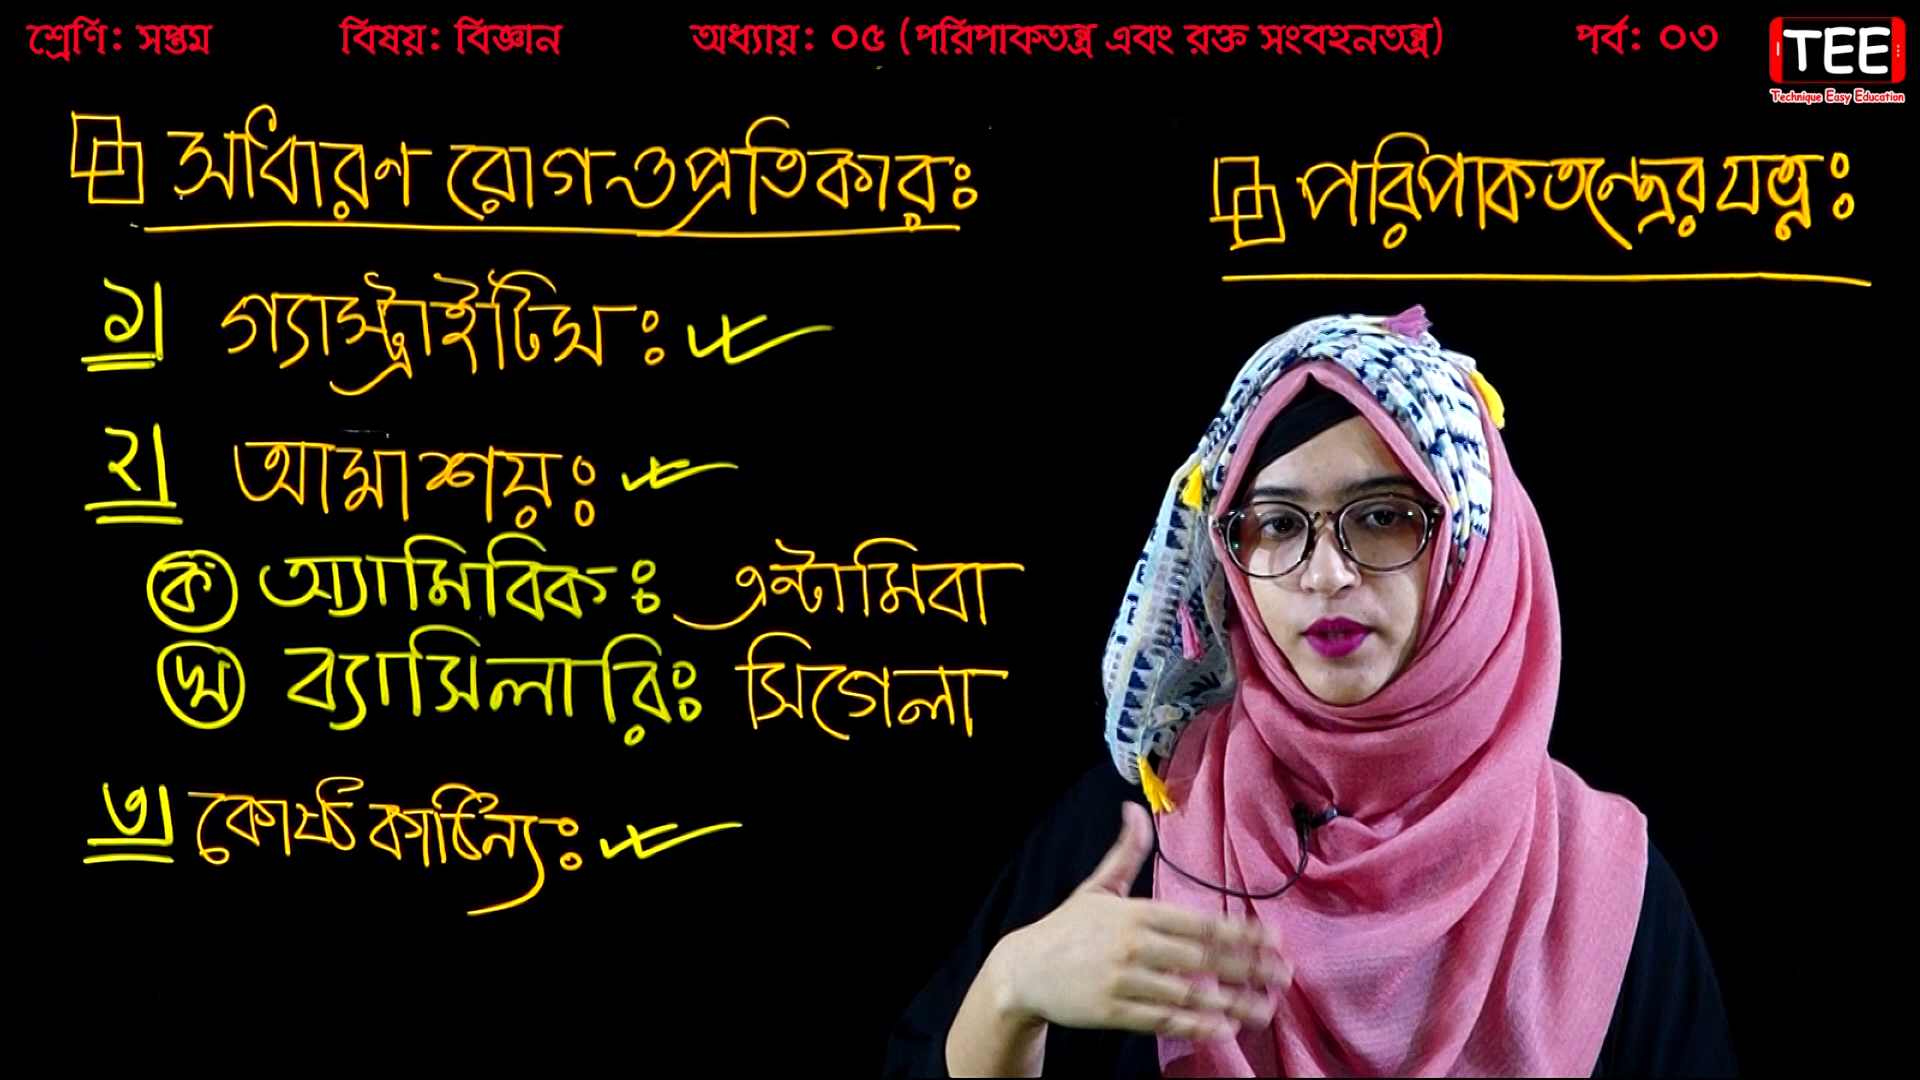 শ্রেণি: সপ্তম বিষয়: বিজ্ঞান অধ্যায়: ০৫ (পরিপাকতন্ত্র এবং রক্ত সংবহনতন্ত্র) পর্ব: ০৩
TEE
Technique Easy Education
সাধারণ রোগ ও প্রতিকারঃ
১। গ্যাস্ট্রাইটিসঃ
২। আমাশয়ঃ
ক অ্যামিবিকঃ এন্টামিবা
খ ব্যাসিলারিঃ সিগেলা
৩। কোষ্ঠকাঠিন্যঃ
পরিপাকতন্ত্রের যত্নঃ